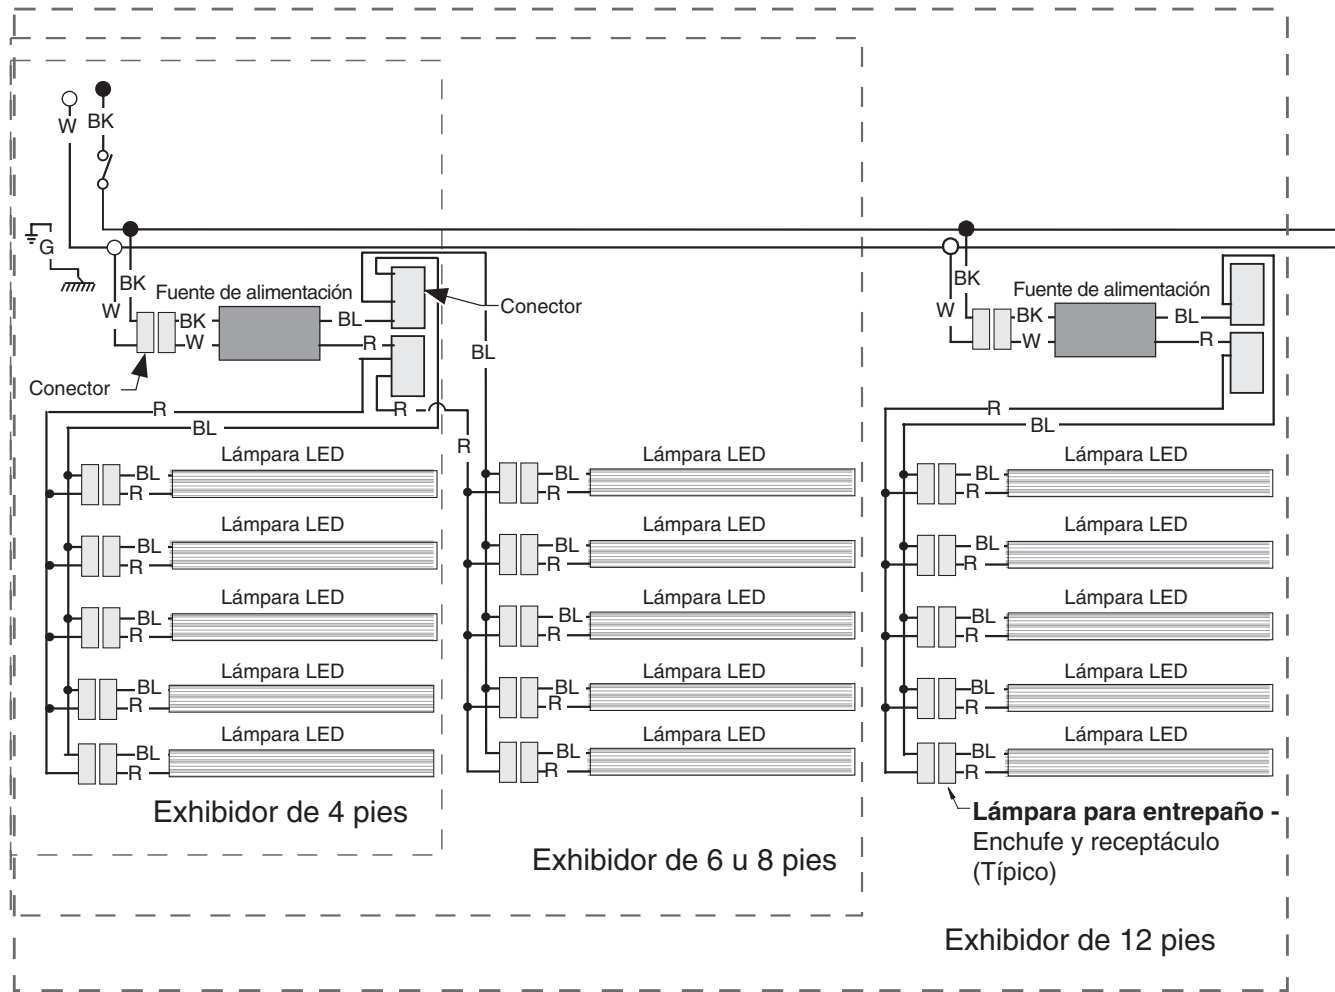 W
BK
G
BK
W
Fuente de alimentación
BK
W
BL
R
Conector
Conector
BL
R
BL
R
R
BK
W
Fuente de alimentación
BK
W
BL
R
R
BL
Lámpara LED
BL
R
Lámpara LED
BL
R
Lámpara LED
BL
R
Lámpara LED
BL
R
Lámpara LED
BL
R
Exhibidor de 4 pies
Lámpara LED
BL
R
Lámpara LED
BL
R
Lámpara LED
BL
R
Lámpara LED
BL
R
Lámpara LED
BL
R
Exhibidor de 6 u 8 pies
Lámpara LED
BL
R
Lámpara LED
BL
R
Lámpara LED
BL
R
Lámpara LED
BL
R
Lámpara LED
BL
R
Lámpara para entrepaño -
Enchufe y receptáculo
(Típico)
Exhibidor de 12 pies